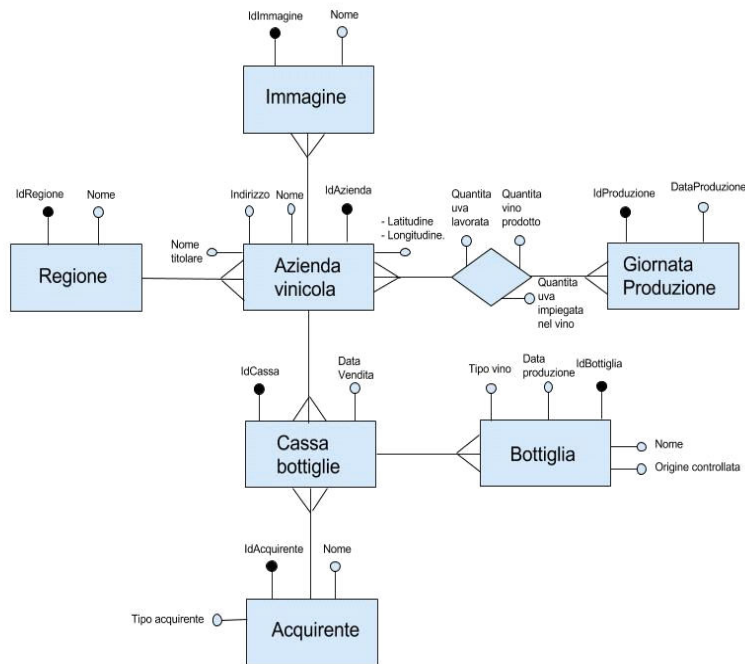 IdImmagine
Nome
Immagine
IdRegione
Nome
Regione
Indirizzo
Nome
IdAzienda
Nome
titolare
- Latitudine
- Longitudine.
Azienda
vinicola
Quantita
uva
lavorata
Quantita
vino
prodotto
Quantita
uva
impiegata
nel vino
IdProduzione
DataProduzione
Giornata
Produzione
IdCassa
Data
Vendita
Cassa
bottiglie
Tipo vino
Data
produzione
IdBottiglia
Bottiglia
Nome
Origine controllata
IdAcquirente
Nome
Tipo acquirente
Acquirente